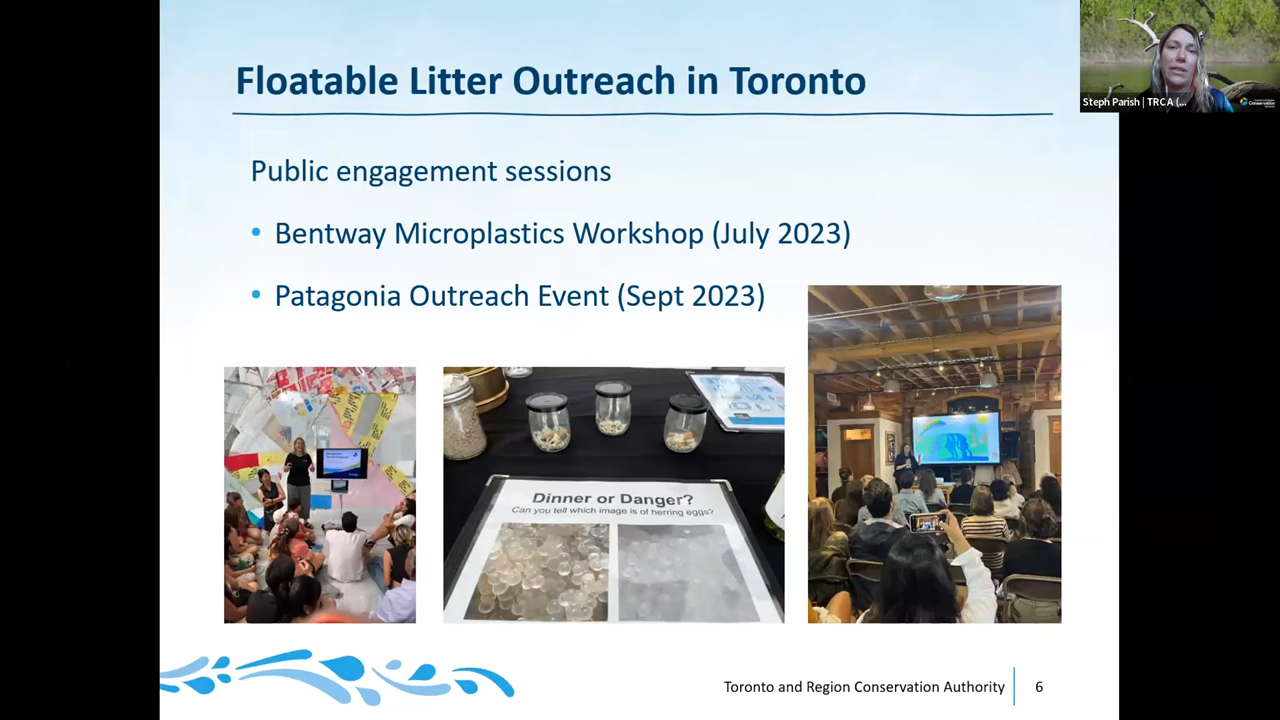 Floatable Litter Outreach in Toronto
Steph Parish | TRCA (...
Public engagement sessions
• Bentway Microplastics Workshop (July 2023)
• Patagonia Outreach Event (Sept 2023)
Dinner or Danger?
Can you tell which image is of herring eggs?
Toronto and Region Conservation Authority
6